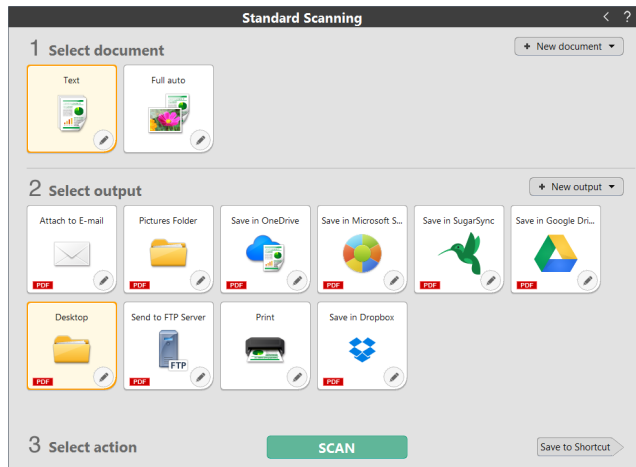 Standard Scanning < ?
1 Select document + New document
Text Full auto
2 Select output + New output
Attach to E-mail Pictures Folder Save in OneDrive Save in Microsoft S... Save in SugarSync Save in Google Dri...
PDF PDF PDF PDF PDF PDF
Desktop Send to FTP Server Print Save in Dropbox
FTP
PDF PDF PDF
3 Select action SCAN Save to Shortcut